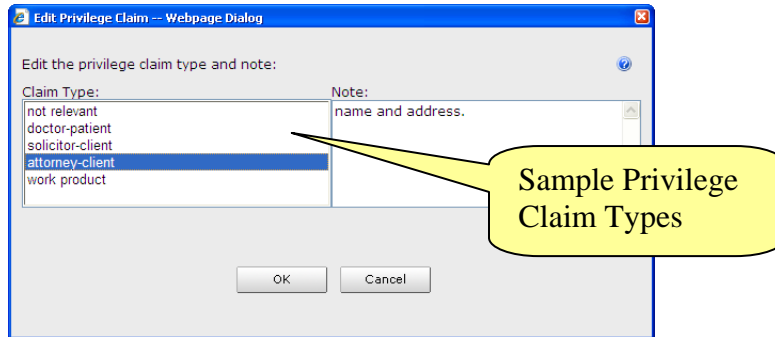 Edit Privilege Claim -- Webpage Dialog
Edit the privilege claim type and note:
Claim Type:
Note:
not relevant
doctor-patient
solicitor-client
attorney-client
work product
name and address.
Sample Privilege
Claim Types
OK
Cancel